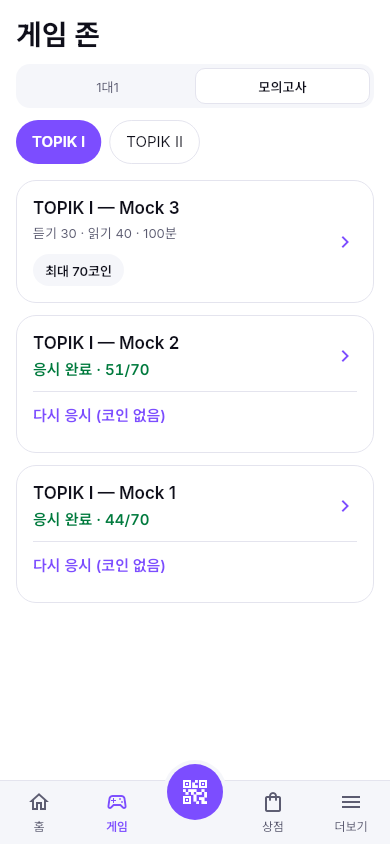 게임 존
1대1
모의고사
TOPIK I
TOPIK II
TOPIK I — Mock 3
듣기 30 · 읽기 40 · 100분
최대 70코인
TOPIK I — Mock 2
응시 완료 · 51/70
다시 응시 (코인 없음)
TOPIK I — Mock 1
응시 완료 · 44/70
다시 응시 (코인 없음)
홈
게임
상점
더보기